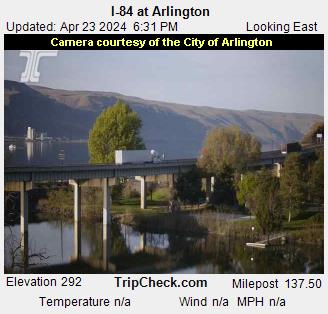 I-84 at Arlington
Updated: Apr 23 2024 6:31 PM Looking East
Camera courtesy of the City of Arlington
Elevation 292 TripCheck.com Milepost 137.50
Temperature n/a Wind n/a MPH n/a